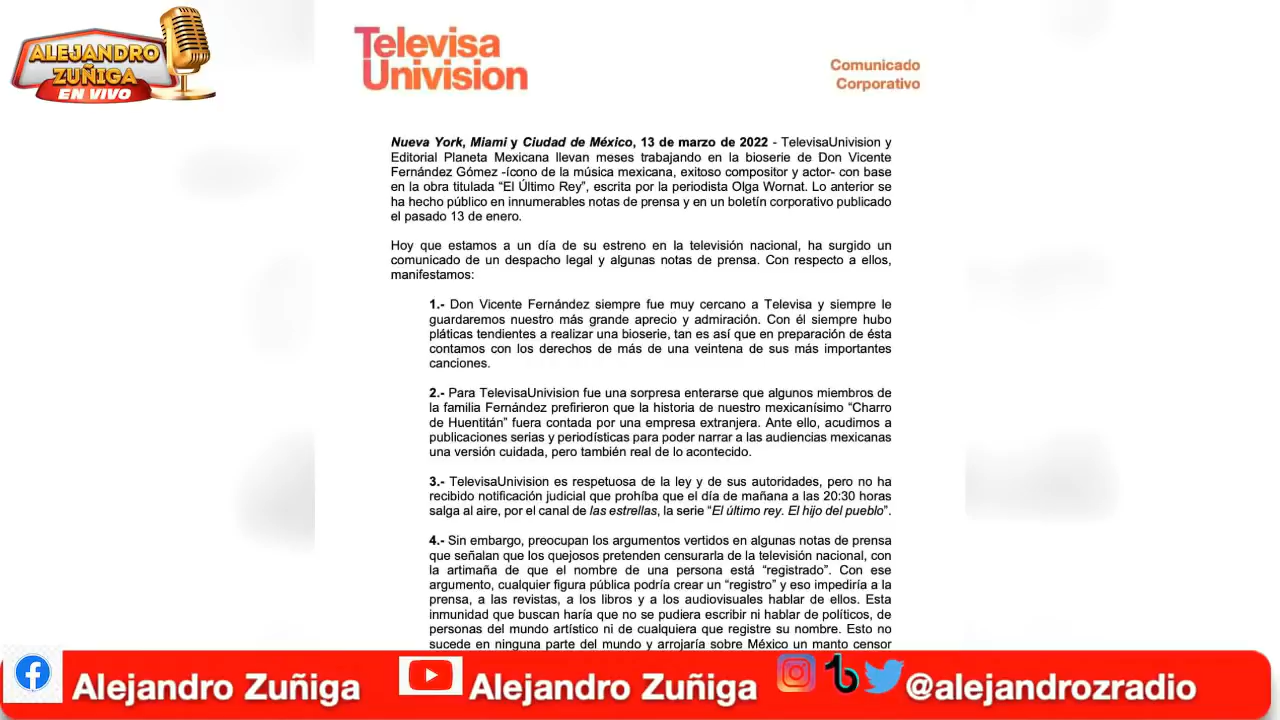 ALEJANDRO
ZUÑIGA
EN VIVO
Televisa
Univision
Comunicado
Corporativo
Nueva York, Miami y Ciudad de México, 13 de marzo de 2022 - TelevisaUnivision y
Editorial Planeta Mexicana llevan meses trabajando en la bioserie de Don Vicente
Fernández Gómez -ícono de la música mexicana, exitoso compositor y actor- con base
en la obra titulada “El Último Rey”, escrita por la periodista Olga Wornat. Lo anterior se
ha hecho público en innumerables notas de prensa y en un boletín corporativo publicado
el pasado 13 de enero.
Hoy que estamos a un día de su estreno en la televisión nacional, ha surgido un
comunicado de un despacho legal y algunas notas de prensa. Con respecto a ellos,
manifestamos:
1.- Don Vicente Fernández siempre fue muy cercano a Televisa y siempre le
guardaremos nuestro más grande aprecio y admiración. Con él siempre hubo
pláticas tendientes a realizar una bioserie, tan es así que en preparación de ésta
contamos con los derechos de más de una veintena de sus más importantes
canciones.
2.- Para TelevisaUnivision fue una sorpresa enterarse que algunos miembros de
la familia Fernández prefirieron que la historia de nuestro mexicanísimo “Charro
de Huentitán” fuera contada por una empresa extranjera. Ante ello, acudimos a
publicaciones serias y periodísticas para poder narrar a las audiencias mexicanas
una versión cuidada, pero también real de lo acontecido.
3.- TelevisaUnivision es respetuosa de la ley y de sus autoridades, pero no ha
recibido notificación judicial que prohíba que el día de mañana a las 20:30 horas
salga al aire, por el canal de las estrellas, la serie “El último rey. El hijo del pueblo”.
4.- Sin embargo, preocupan los argumentos vertidos en algunas notas de prensa
que señalan que los quejosos pretenden censurarla de la televisión nacional, con
la artimaña de que el nombre de una persona está “registrado”. Con ese
argumento, cualquier figura pública podría crear un “registro” y eso impediría a la
prensa, a las revistas, a los libros y a los audiovisuales hablar de ellos. Esta
inmunidad que buscan haría que no se pudiera escribir ni hablar de políticos, de
personas del mundo artístico ni de cualquiera que registre su nombre. Esto no
sucede en ninguna parte del mundo y arrojaría sobre México un manto censor
Alejandro Zuñiga
Alejandro Zuñiga
@alejandrozradio